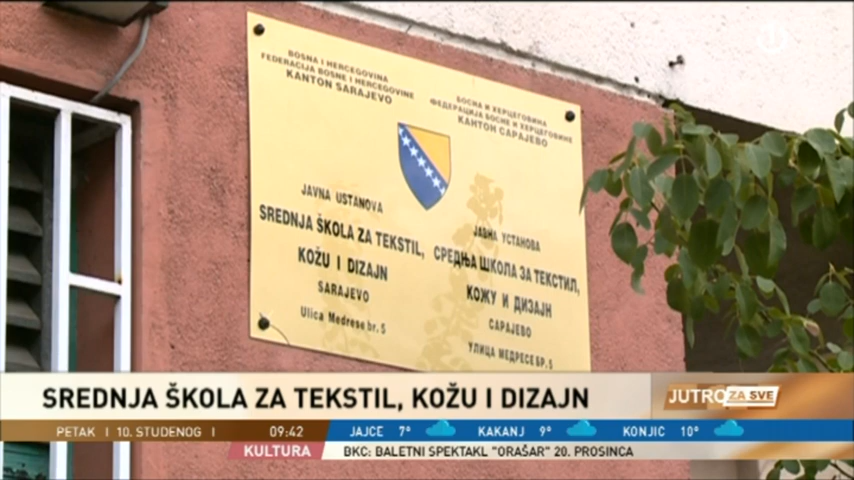 BOSNA I HERCEGOVINA
FEDERACIJA BOSNE I HERCEGOVINE
KANTON SARAJEVO
БОСНА И ХЕРЦЕГОВИНА
ФЕДЕРАЦИЈА БОСНЕ И ХЕРЦЕГОВИНЕ
КАНТОН САРАЈЕВО
JAVNA USTANOVA
SREDNJA ŠKOLA ZA TEKSTIL,
KOŽU I DIZAJN
SARAJEVO
Ulica Medrese br. 5
ЈАВНА УСТАНОВА
СРЕДЊА ШКОЛА ЗА ТЕКСТИЛ,
КОЖУ И ДИЗАЈН
САРАЈЕВО
УЛИЦА МЕДРЕСЕ БР. 5
SREDNJA ŠKOLA ZA TEKSTIL, KOŽU I DIZAJN
JUTRO ZA SVE
PETAK | 10. STUDENOG | 09:42 JAJCE 7° KAKANJ 9° KONJIC 10°
KULTURA BKC: BALETNI SPEKTAKL "ORAŠAR" 20. PROSINCA